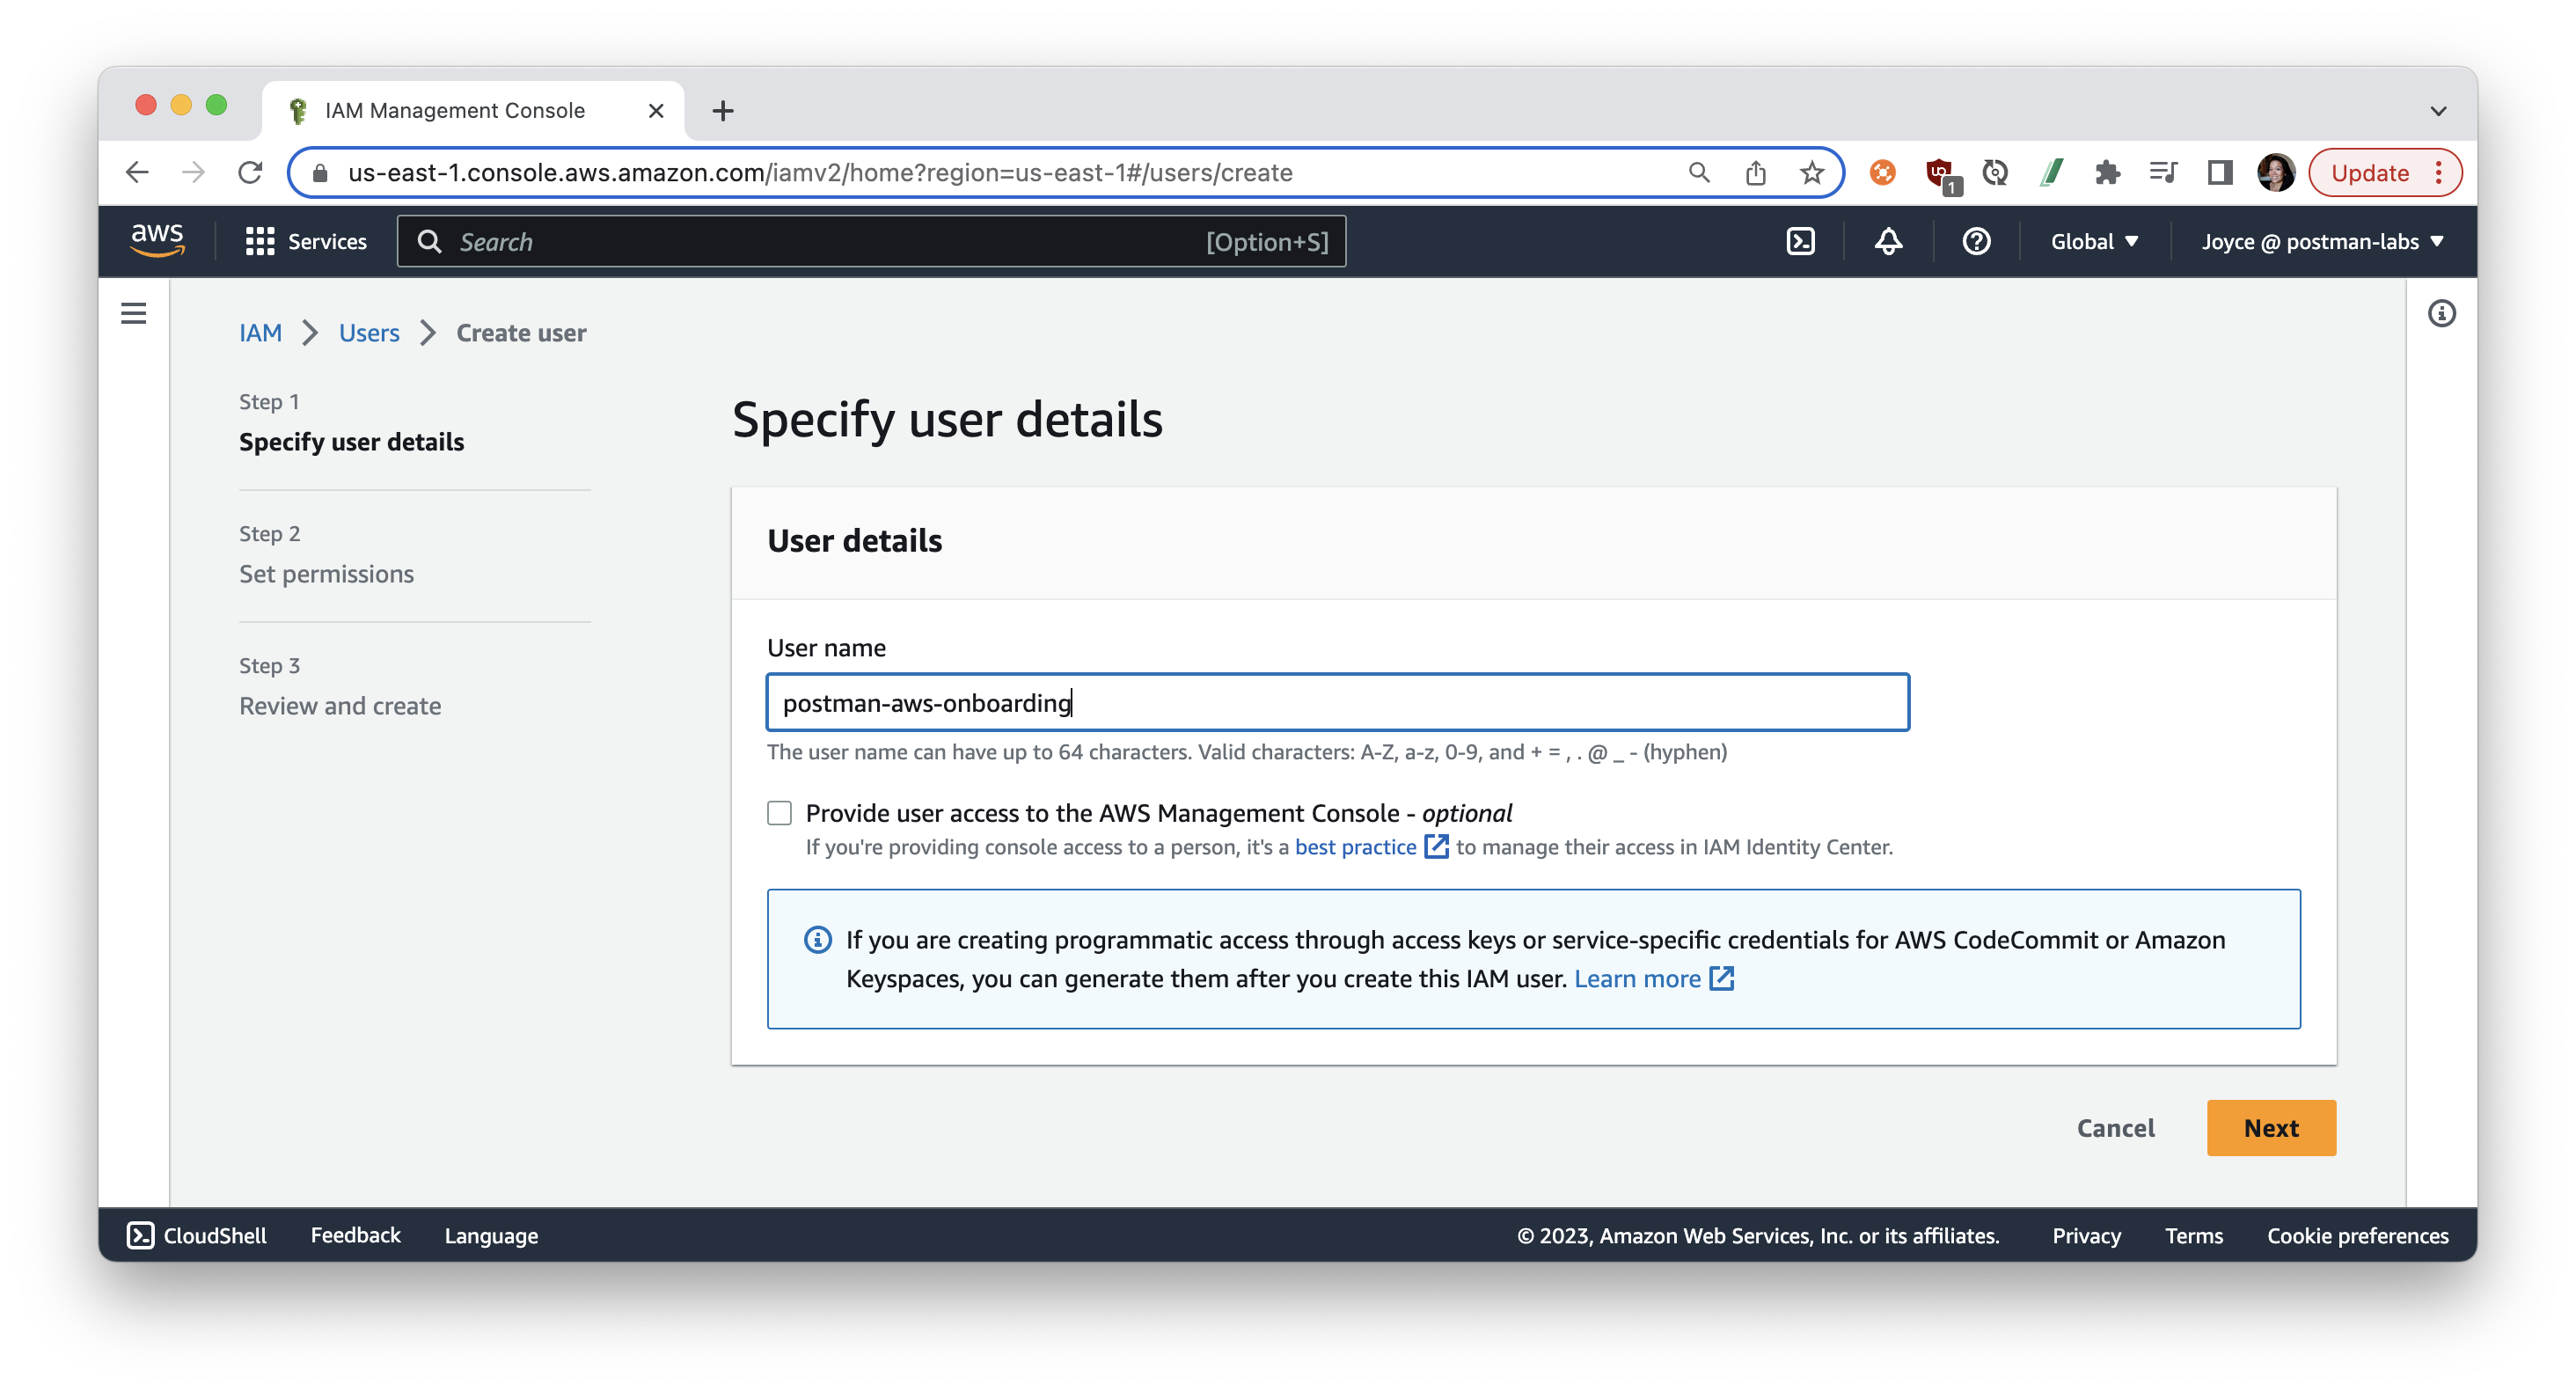 IAM Management Console
us-east-1.console.aws.amazon.com/iamv2/home?region=us-east-1#/users/create
UO
1
Update
aws
Services
Search
[Option+S]
Global
Joyce @ postman-labs
IAM
Users
Create user
Step 1
Specify user details
Step 2
Set permissions
Step 3
Review and create
Specify user details
User details
User name
postman-aws-onboarding
The user name can have up to 64 characters. Valid characters: A-Z, a-z, 0-9, and + = , . @ _ - (hyphen)
Provide user access to the AWS Management Console - optional
If you're providing console access to a person, it's a best practice to manage their access in IAM Identity Center.
If you are creating programmatic access through access keys or service-specific credentials for AWS CodeCommit or Amazon
Keyspaces, you can generate them after you create this IAM user. Learn more
Cancel
Next
CloudShell
Feedback
Language
© 2023, Amazon Web Services, Inc. or its affiliates.
Privacy
Terms
Cookie preferences